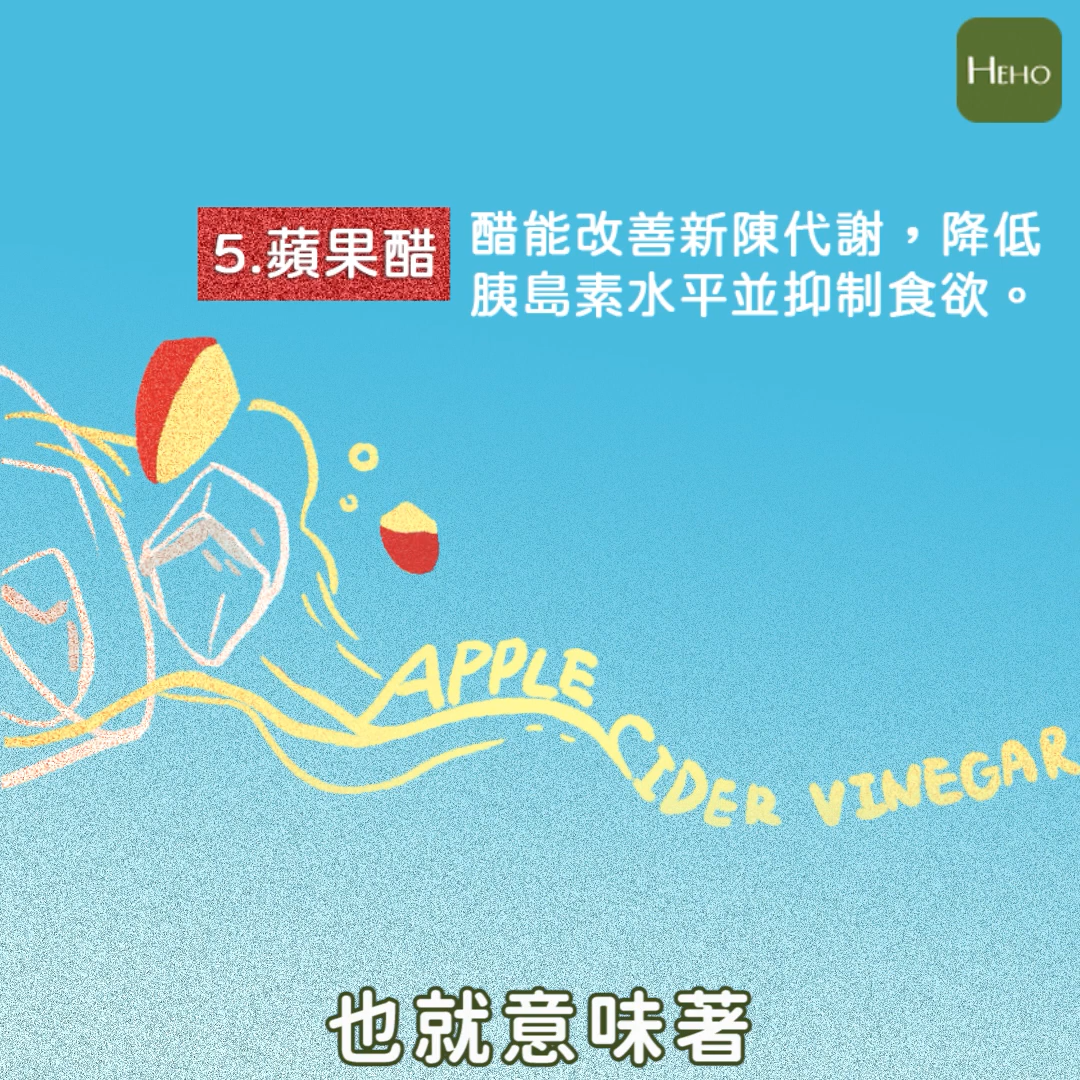 HEHO
5.蘋果醋
醋能改善新陳代謝，降低
胰島素水平並抑制食欲。
APPLE CIDER VINEGAR
也就意味著